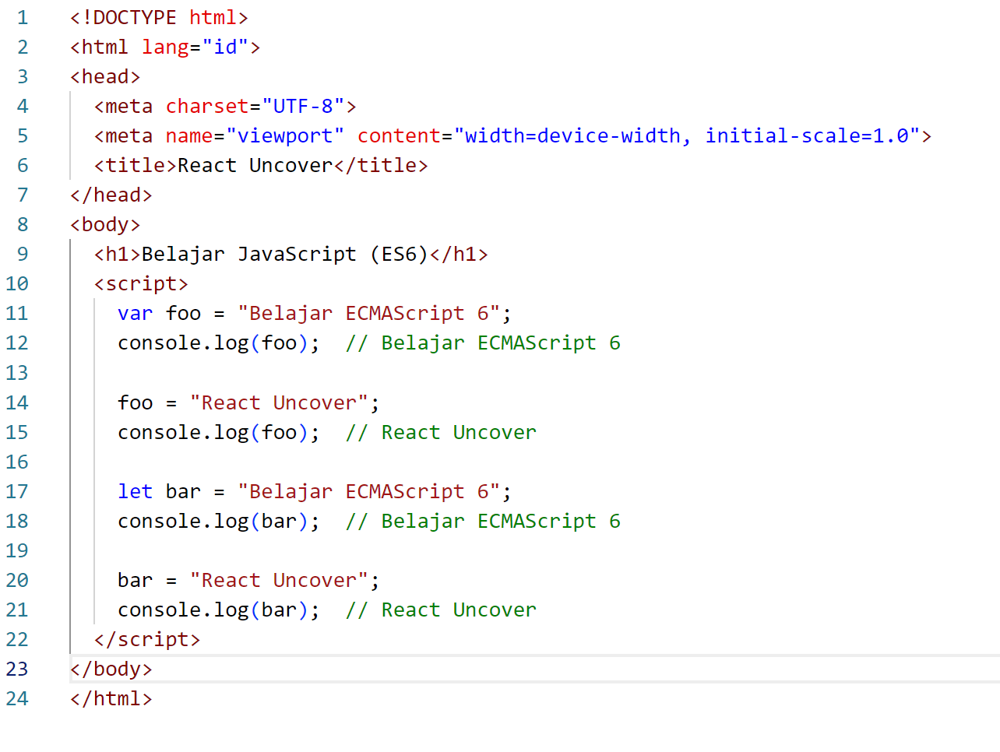 1 <!DOCTYPE html>
2 <html lang="id">
3 <head>
4   <meta charset="UTF-8">
5   <meta name="viewport" content="width=device-width, initial-scale=1.0">
6   <title>React Uncover</title>
7 </head>
8 <body>
9   <h1>Belajar JavaScript (ES6)</h1>
10   <script>
11     var foo = "Belajar ECMAScript 6";
12     console.log(foo);  // Belajar ECMAScript 6
13
14     foo = "React Uncover";
15     console.log(foo);  // React Uncover
16
17     let bar = "Belajar ECMAScript 6";
18     console.log(bar);  // Belajar ECMAScript 6
19
20     bar = "React Uncover";
21     console.log(bar);  // React Uncover
22   </script>
23 </body>
24 </html>